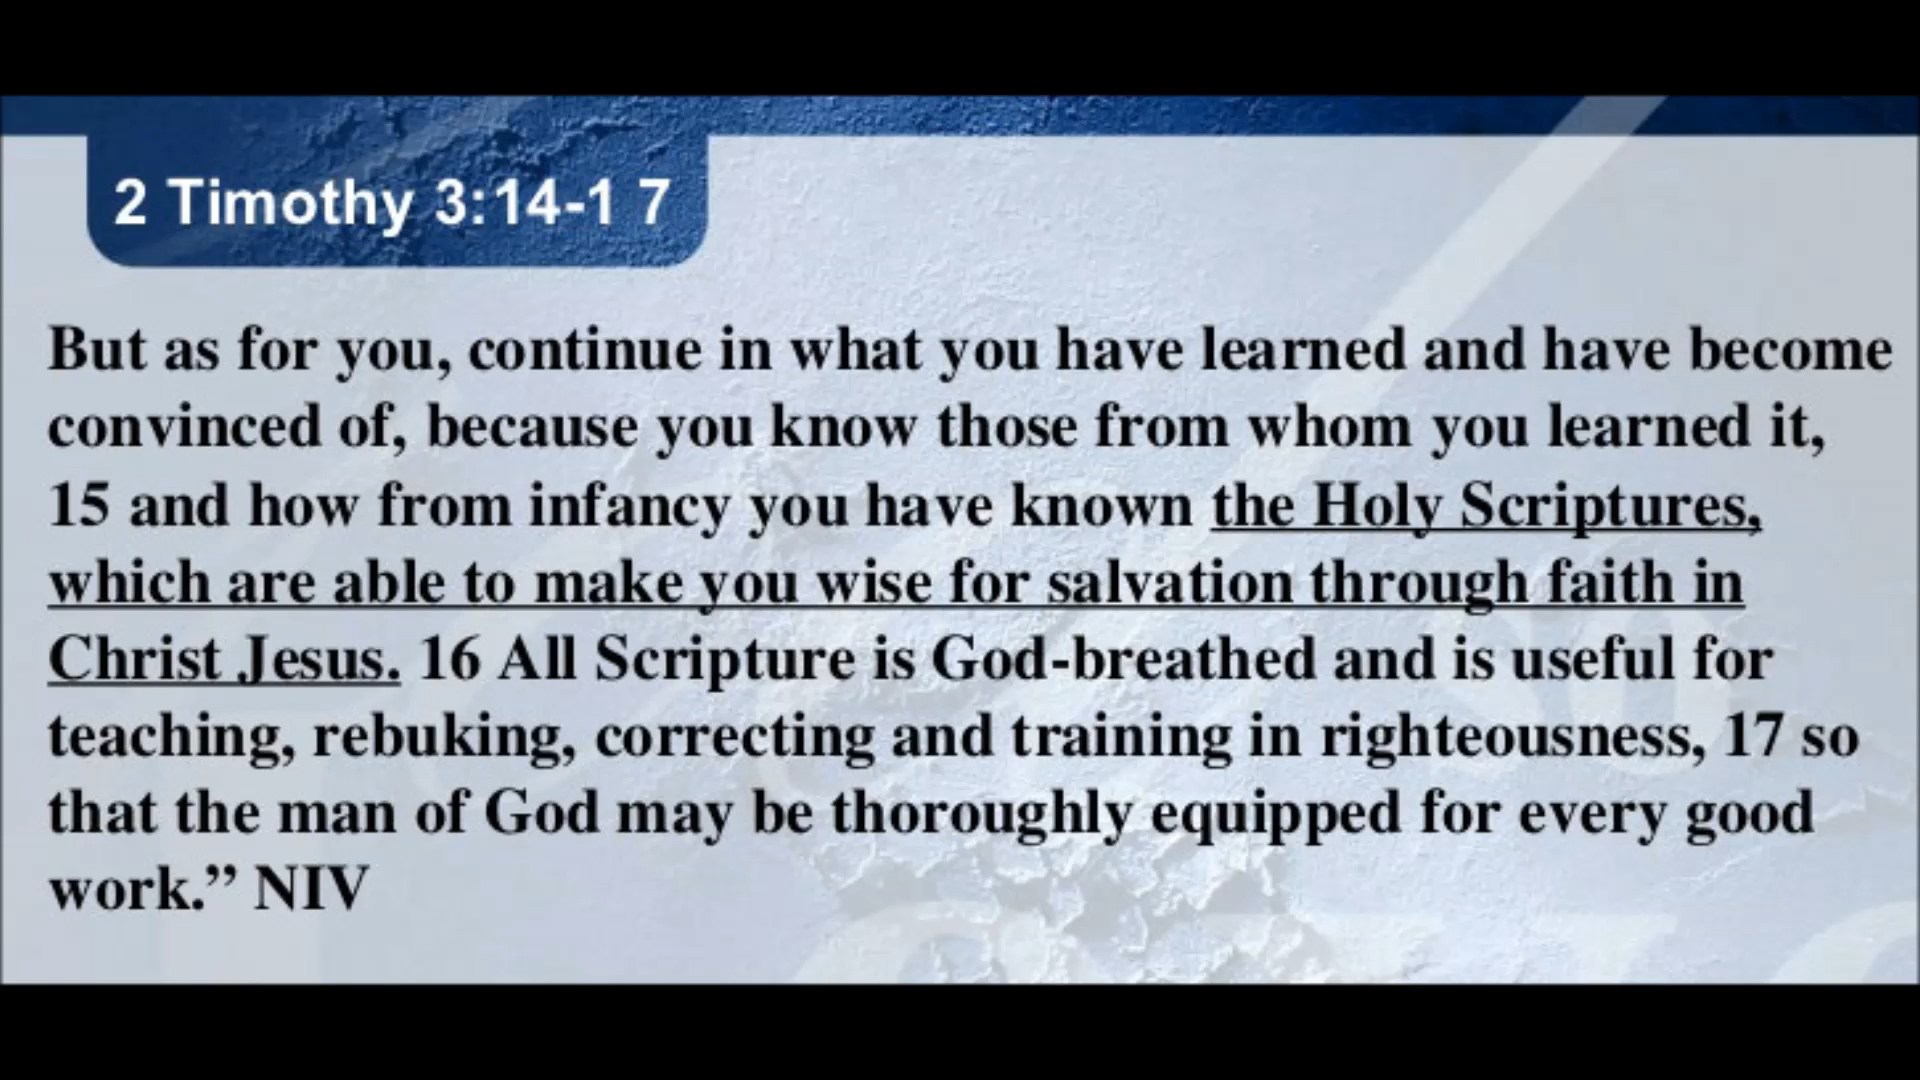 2 Timothy 3:14-1 7
But as for you, continue in what you have learned and have become
convinced of, because you know those from whom you learned it,
15 and how from infancy you have known the Holy Scriptures,
which are able to make you wise for salvation through faith in
Christ Jesus. 16 All Scripture is God-breathed and is useful for
teaching, rebuking, correcting and training in righteousness, 17 so
that the man of God may be thoroughly equipped for every good
work.” NIV